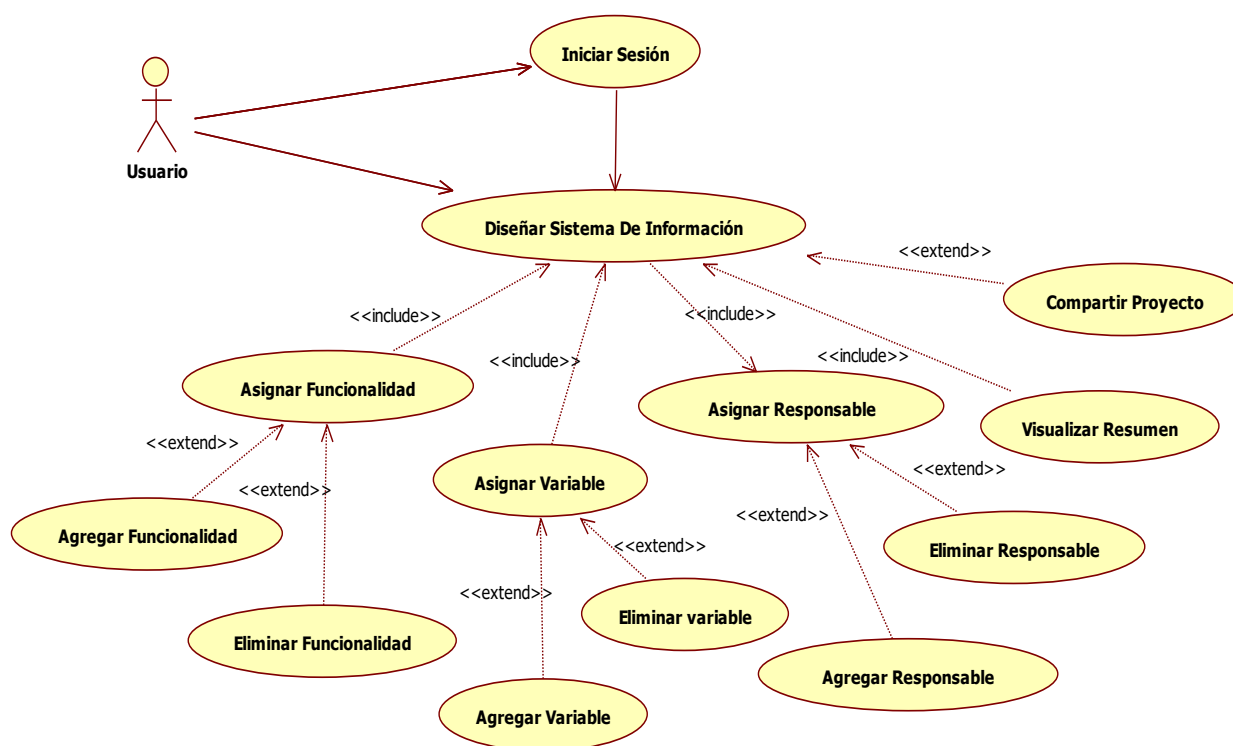 Iniciar Sesión
Usuario
Diseñar Sistema De Información
<<extend>>
Compartir Proyecto
<<include>>
<<include>>
<<include>>
<<include>>
Asignar Funcionalidad
Asignar Responsable
Visualizar Resumen
<<extend>>
<<extend>>
Asignar Variable
<<extend>>
<<extend>>
Agregar Funcionalidad
<<extend>>
Eliminar Responsable
<<extend>>
Eliminar variable
Eliminar Funcionalidad
Agregar Responsable
Agregar Variable